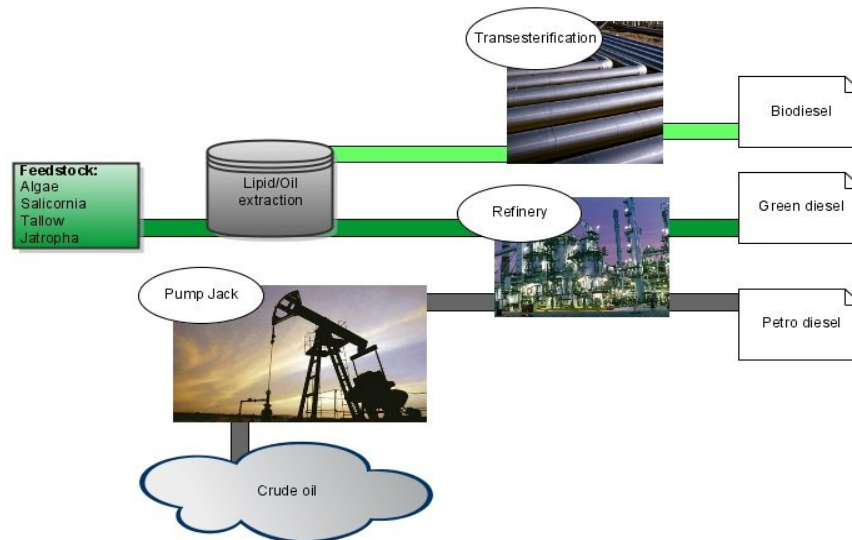 Transesterification
Biodiesel
Feedstock:
Algae
Salicornia
Tallow
Jatropha
Lipid/Oil
extraction
Refinery
Green diesel
Pump Jack
Petro diesel
Crude oil